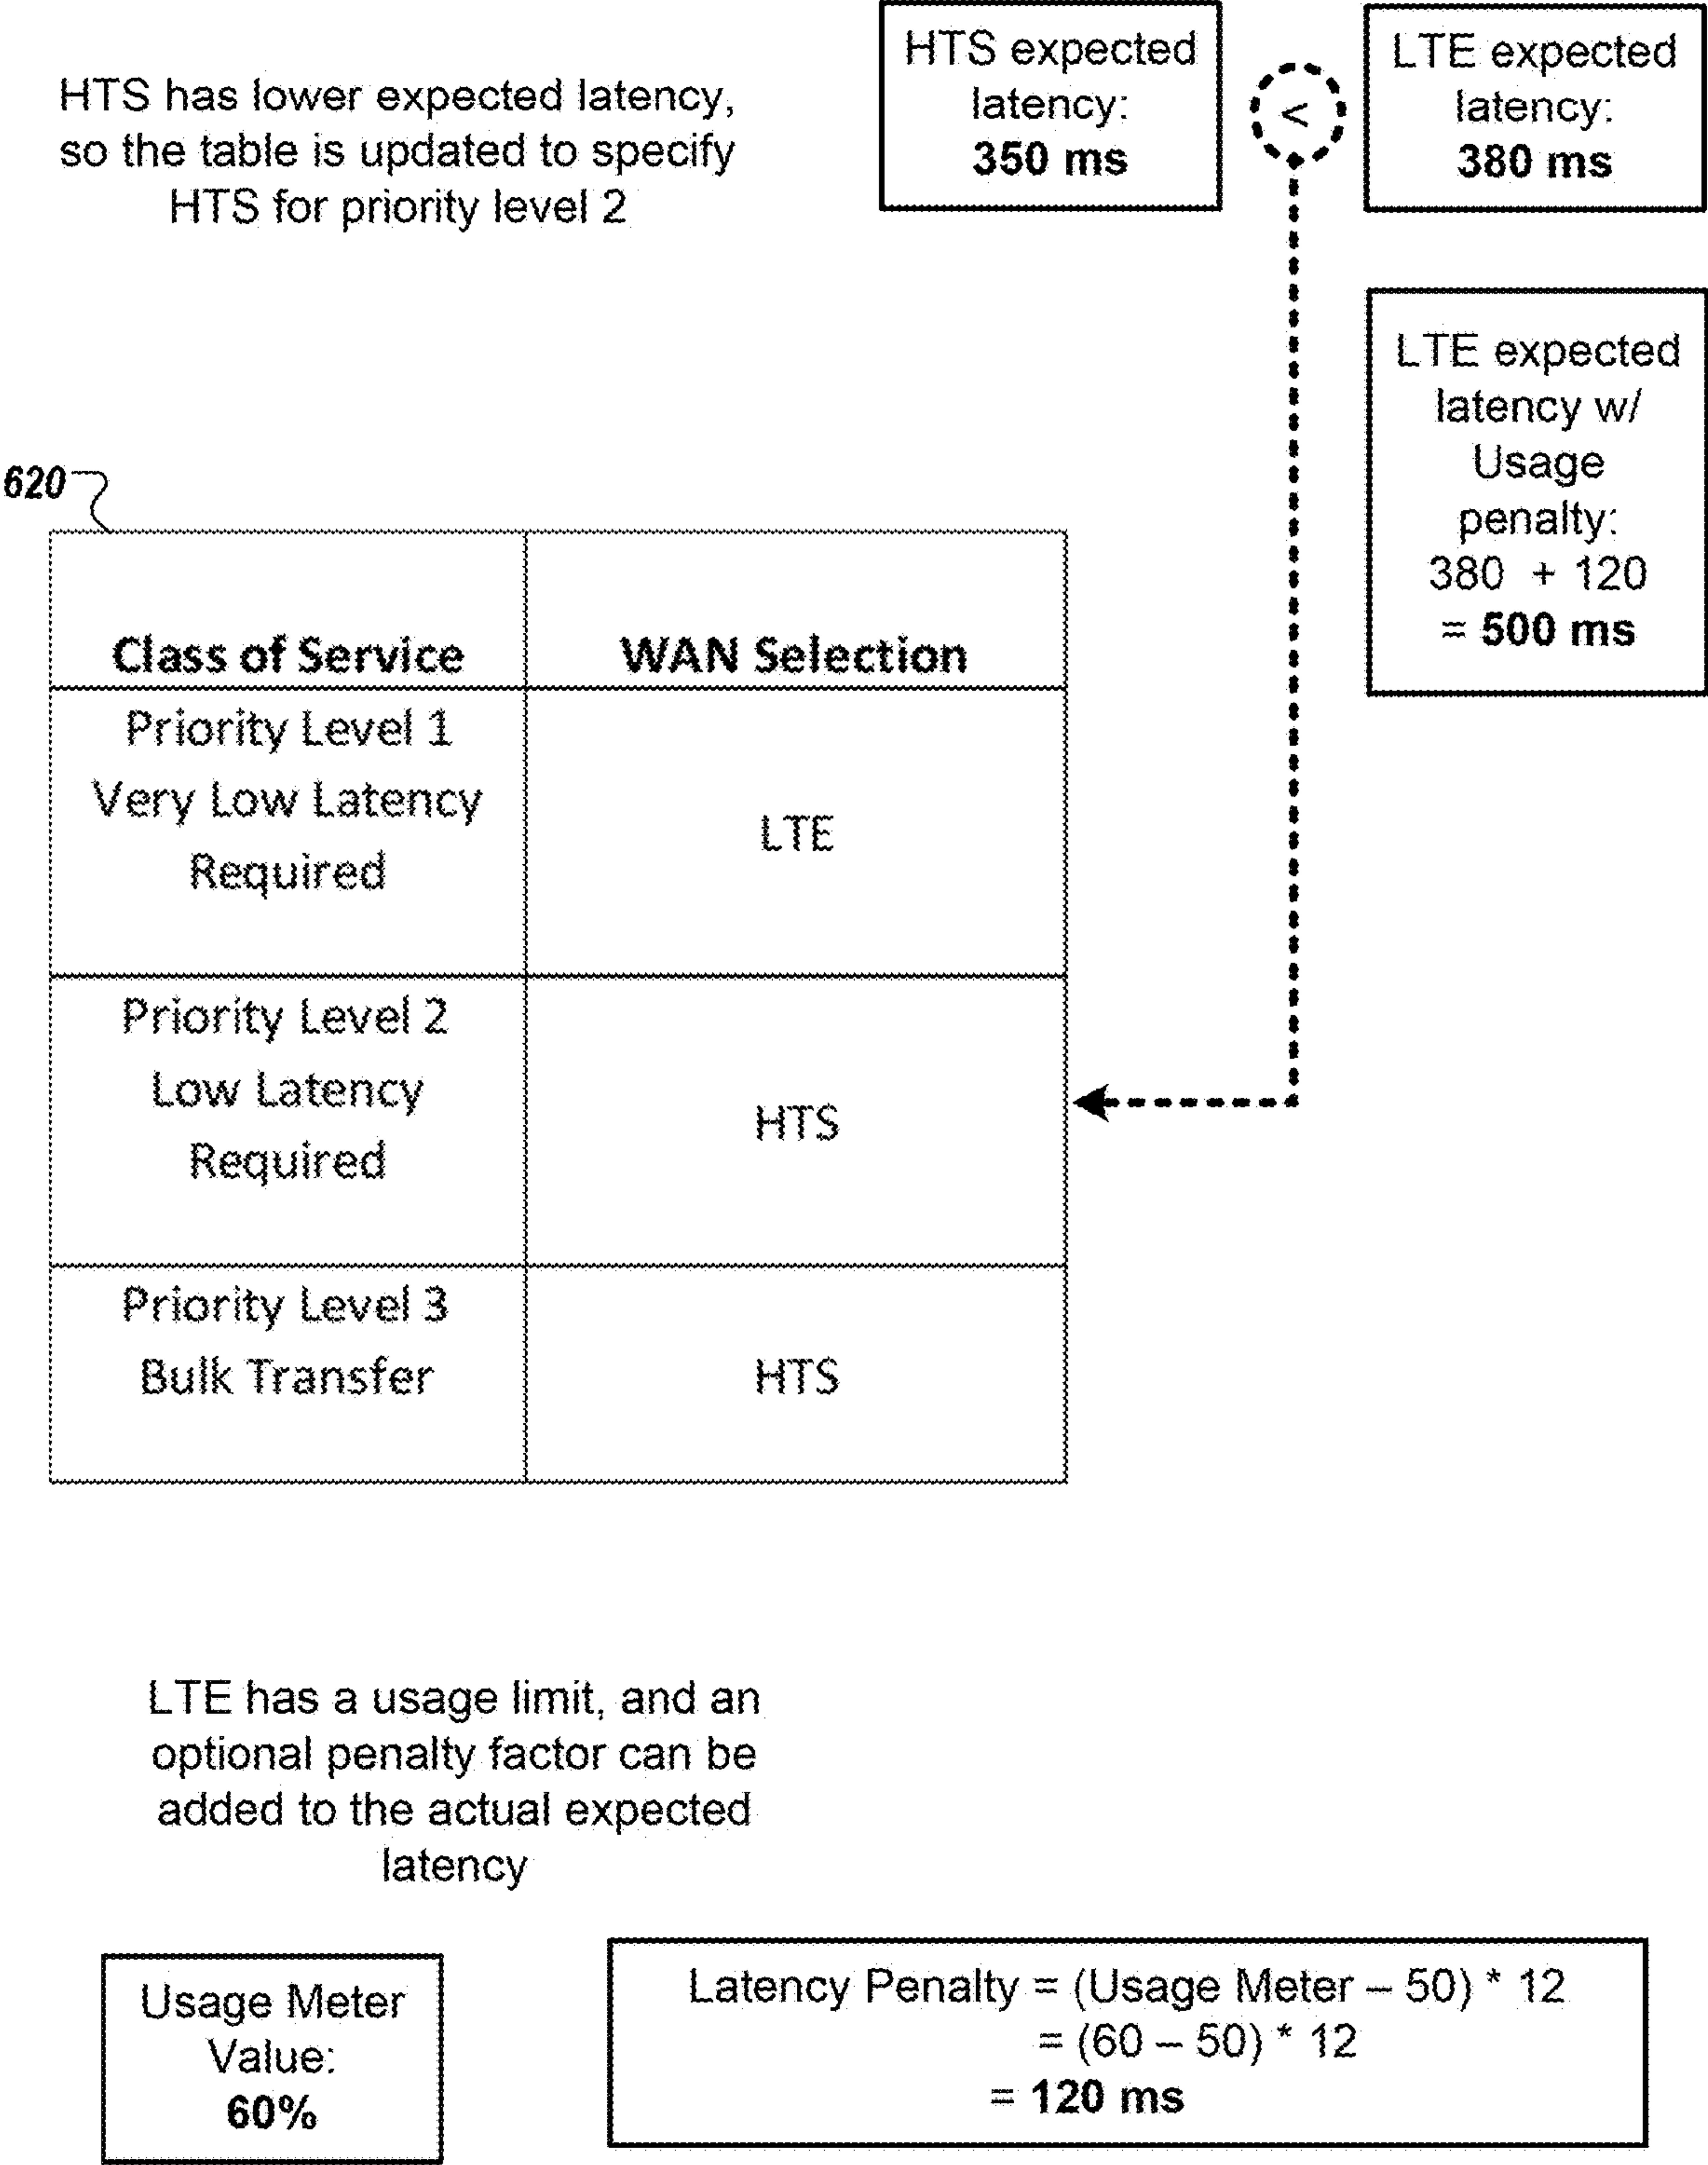 HTS has lower expected latency,
so the table is updated to specify
HTS for priority level 2
HTS expected
latency:
350 ms
<
LTE expected
latency:
380 ms
LTE expected
latency w/
Usage
penalty:
380 + 120
= 500 ms
620
Class of Service
WAN Selection
Priority Level 1
Very Low Latency
Required
LTE
Priority Level 2
Low Latency
Required
HTS
Priority Level 3
Bulk Transfer
HTS
LTE has a usage limit, and an
optional penalty factor can be
added to the actual expected
latency
Usage Meter
Value:
60%
Latency Penalty = (Usage Meter – 50) * 12
= (60 – 50) * 12
= 120 ms